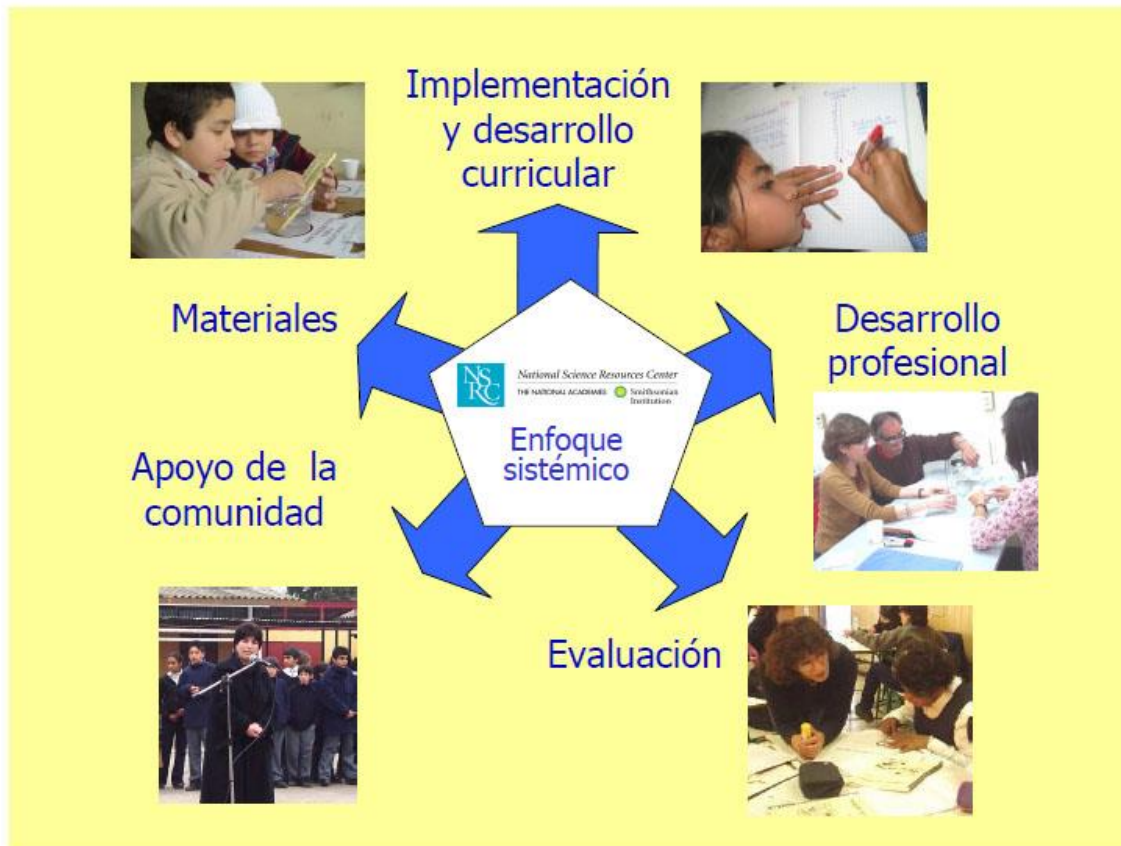 Implementación
y desarrollo
curricular
Materiales
Desarrollo
profesional
NSRC
National Science Resources Center
THE NATIONAL ACADEMIES
Smithsonian
Institution
Enfoque
sistémico
Apoyo de la
comunidad
Evaluación